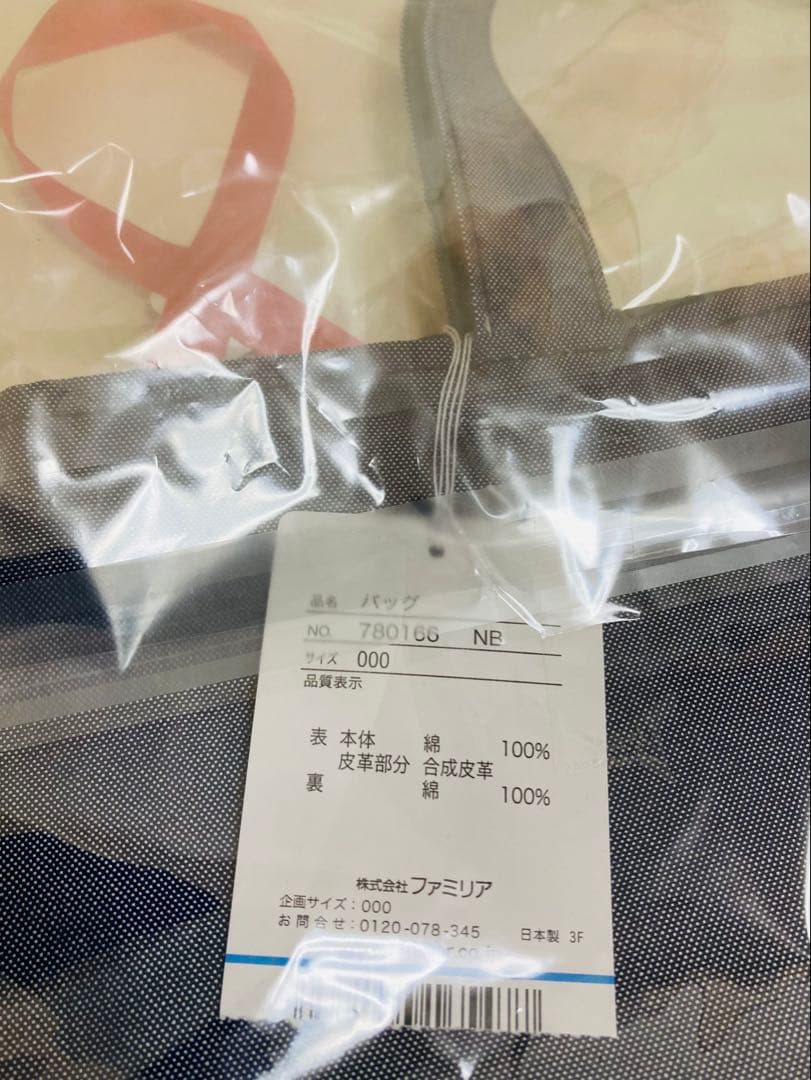 品名 バッグ
NO. 780166 NB
サイズ 000
品質表示
表 本体 綿 100%
皮革部分 合成皮革
裏 綿 100%
株式会社ファミリア
企画サイズ:000
お問合せ:0120-078-345 日本製 3F